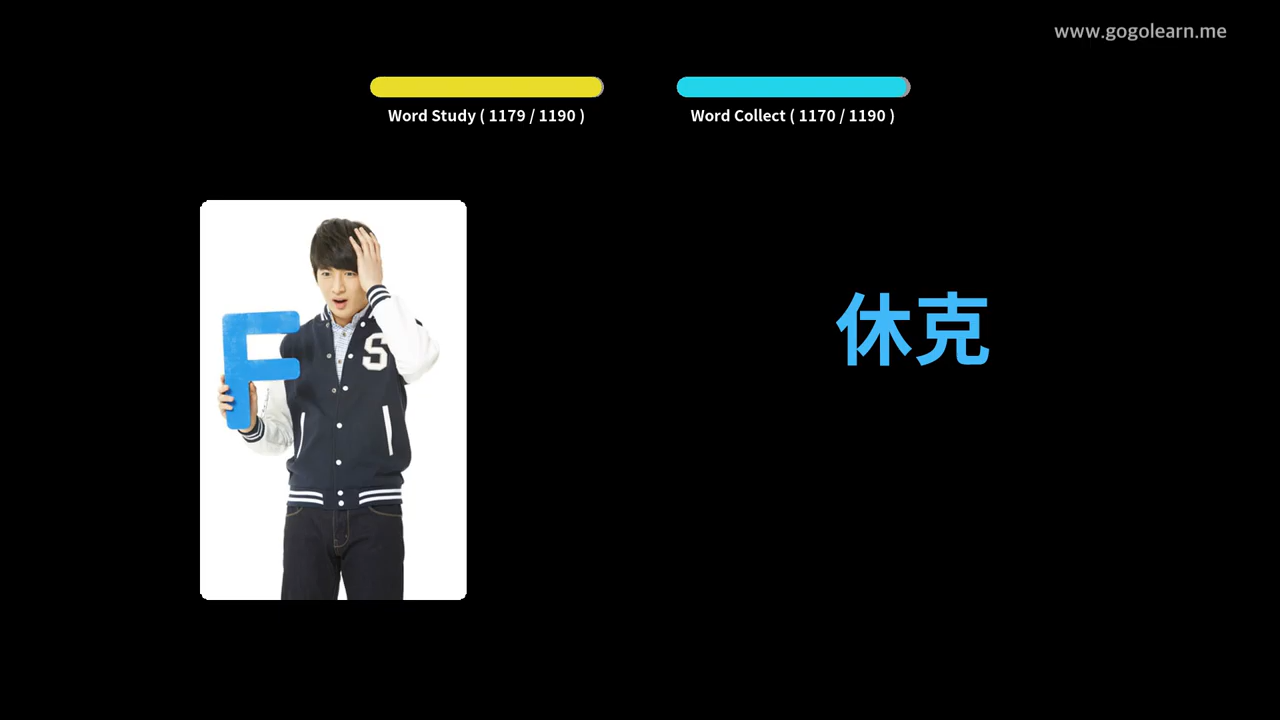 www.gogolearn.me
Word Study ( 1179 / 1190 )
Word Collect ( 1170 / 1190 )
休克
F
S